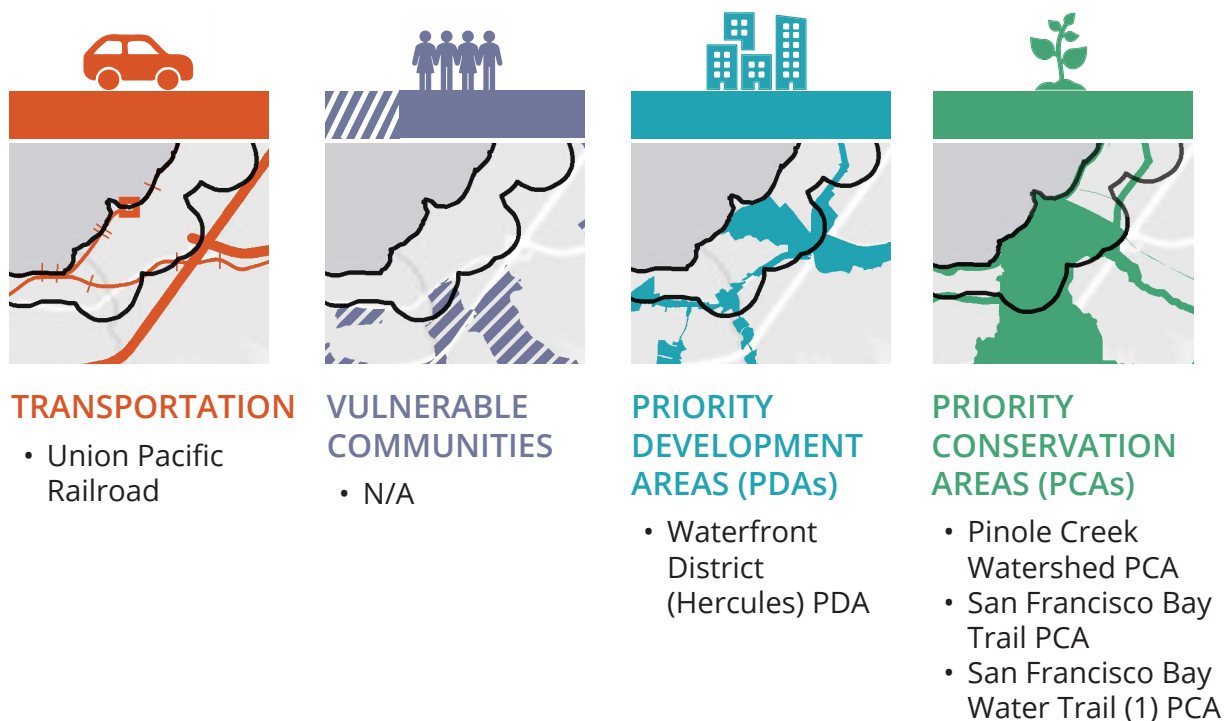 TRANSPORTATION
• Union Pacific
Railroad
VULNERABLE
COMMUNITIES
• N/A
PRIORITY
DEVELOPMENT
AREAS (PDAs)
• Waterfront
District
(Hercules) PDA
PRIORITY
CONSERVATION
AREAS (PCAs)
• Pinole Creek
Watershed PCA
• San Francisco Bay
Trail PCA
• San Francisco Bay
Water Trail (1) PCA